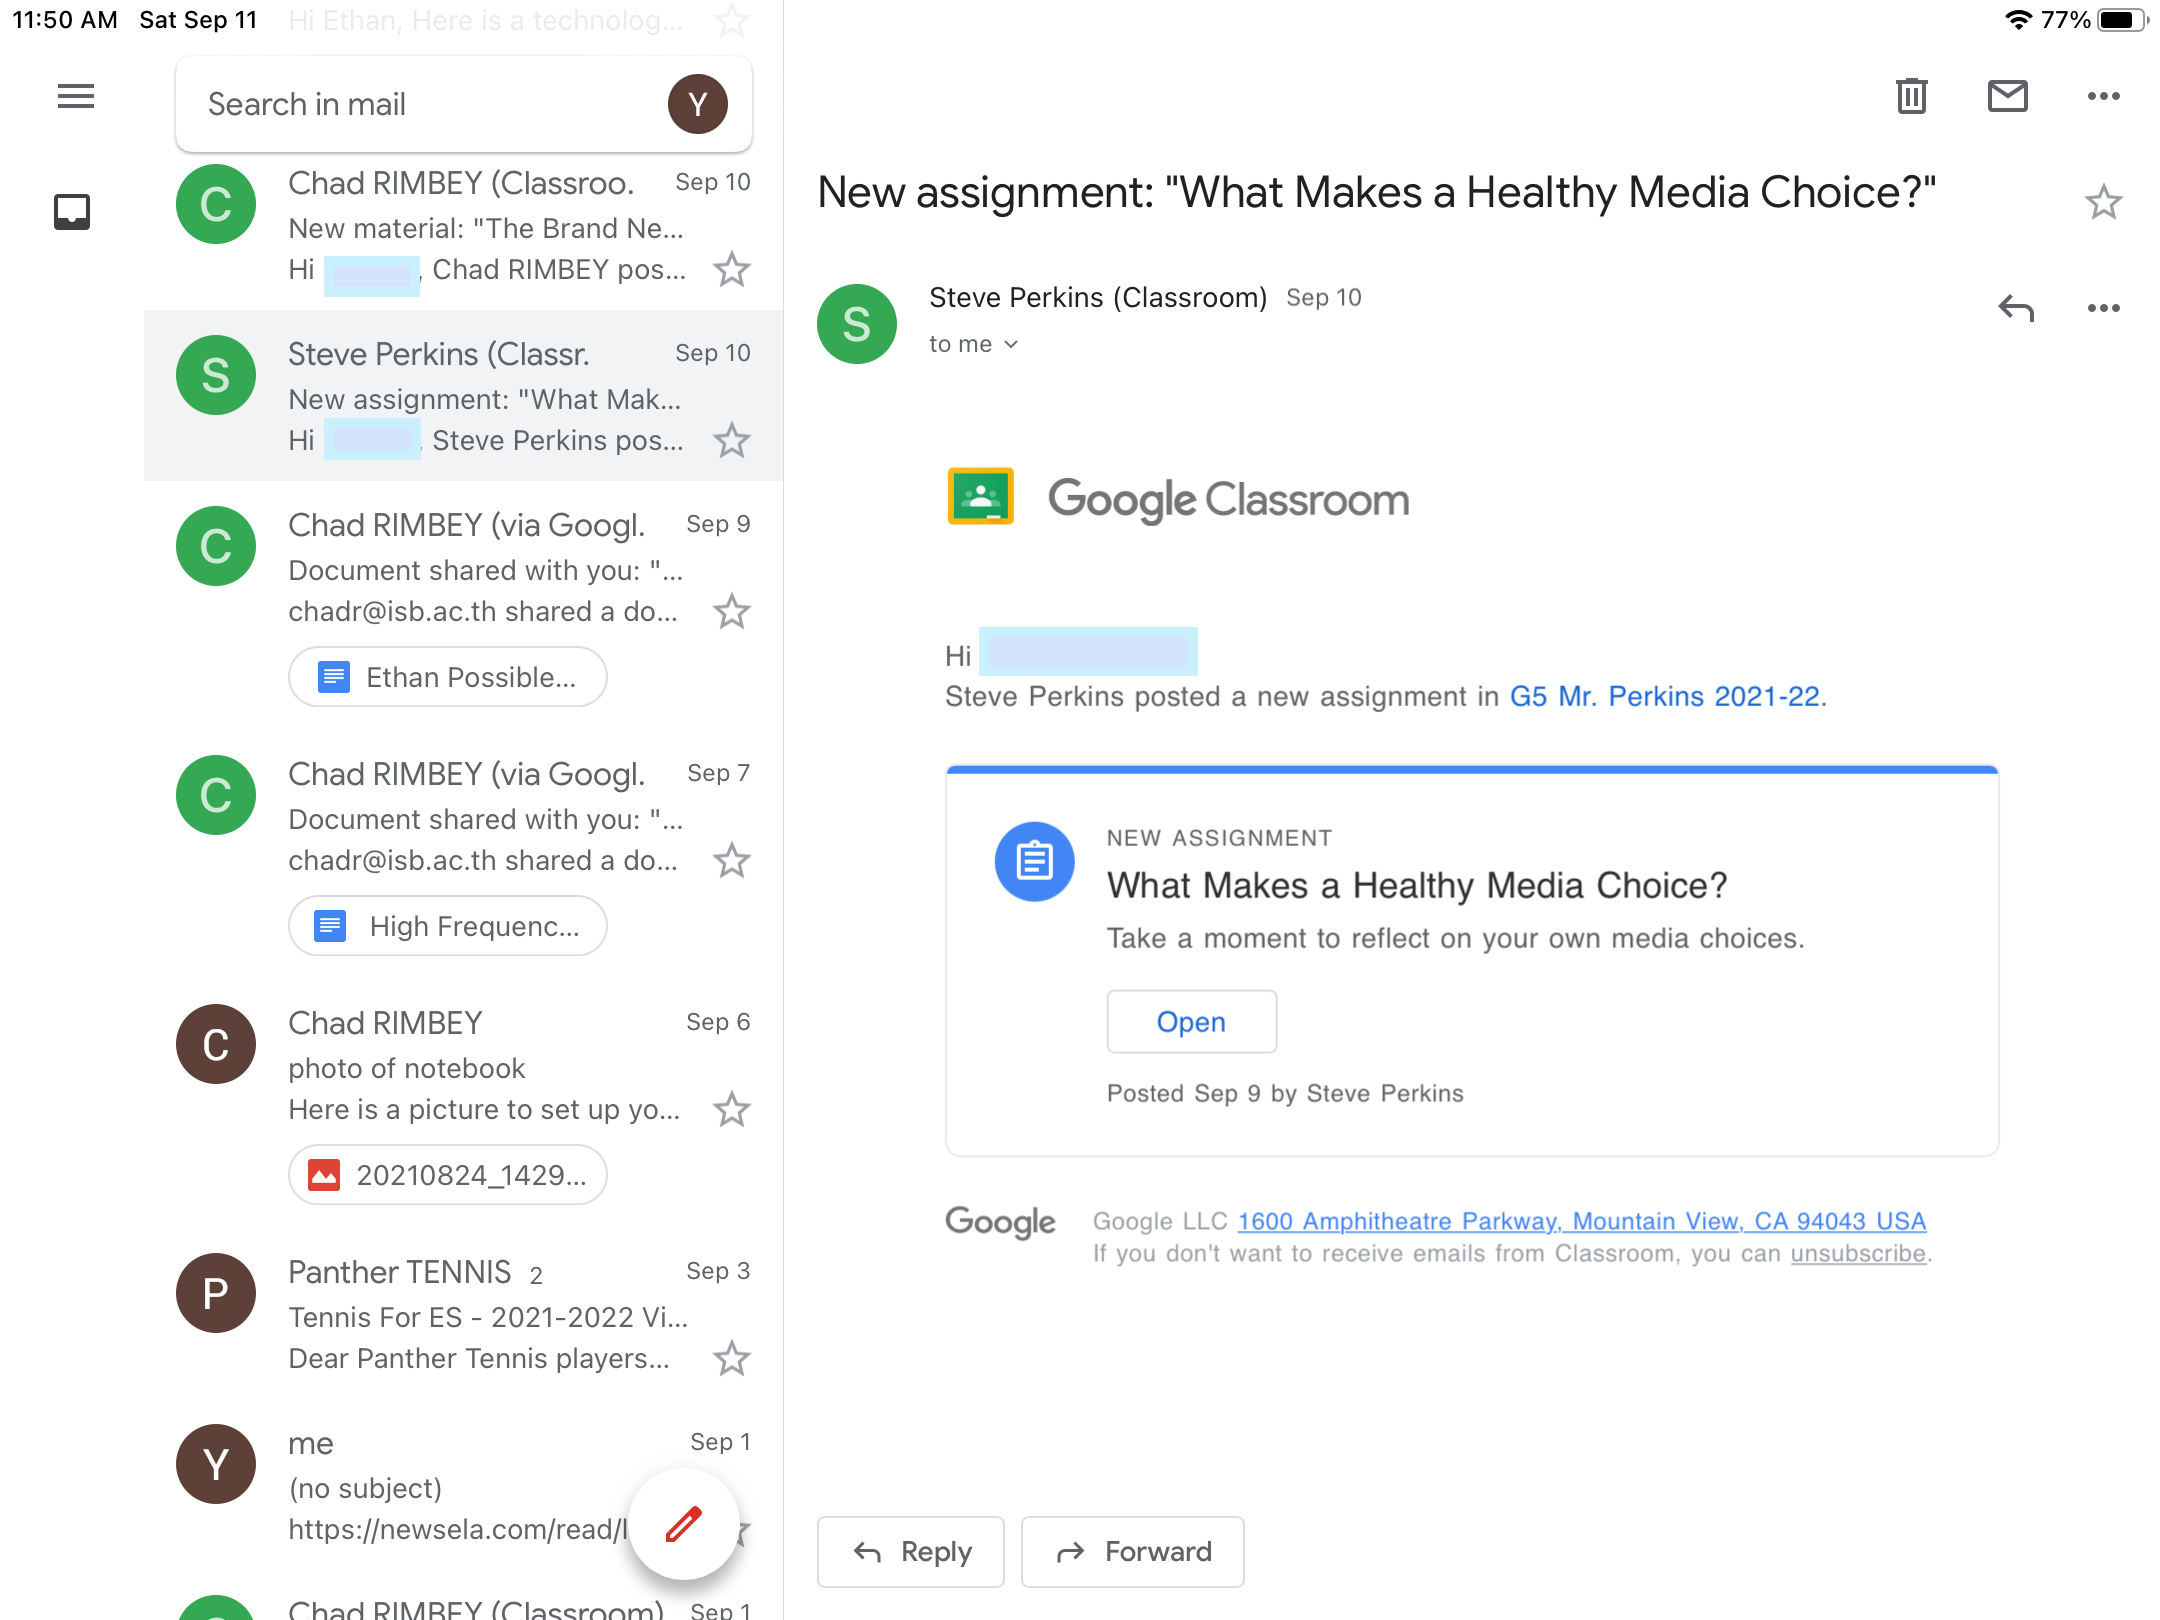 11:50 AM Sat Sep 11
77%
Hi Ethan, Here is a technolog...
Search in mail
Y
C
Chad RIMBEY (Classroo.
Sep 10
New material: "The Brand Ne...
Hi , Chad RIMBEY pos...
S
Steve Perkins (Classr.
Sep 10
New assignment: "What Mak...
Hi , Steve Perkins pos...
C
Chad RIMBEY (via Googl.
Sep 9
Document shared with you: "...
chadr@isb.ac.th shared a do...
Ethan Possible...
C
Chad RIMBEY (via Googl.
Sep 7
Document shared with you: "...
chadr@isb.ac.th shared a do...
High Frequenc...
C
Chad RIMBEY
Sep 6
photo of notebook
Here is a picture to set up yo...
20210824_1429...
P
Panther TENNIS 2
Sep 3
Tennis For ES - 2021-2022 Vi...
Dear Panther Tennis players...
Y
me
Sep 1
(no subject)
https://newsela.com/read/l
Chad RIMBEY (Classroom)
Sep 1
New assignment: "What Makes a Healthy Media Choice?"
S
Steve Perkins (Classroom) Sep 10
to me
Google Classroom
Hi
Steve Perkins posted a new assignment in G5 Mr. Perkins 2021-22.
NEW ASSIGNMENT
What Makes a Healthy Media Choice?
Take a moment to reflect on your own media choices.
Open
Posted Sep 9 by Steve Perkins
Google
Google LLC 1600 Amphitheatre Parkway, Mountain View, CA 94043 USA
If you don't want to receive emails from Classroom, you can unsubscribe.
Reply
Forward